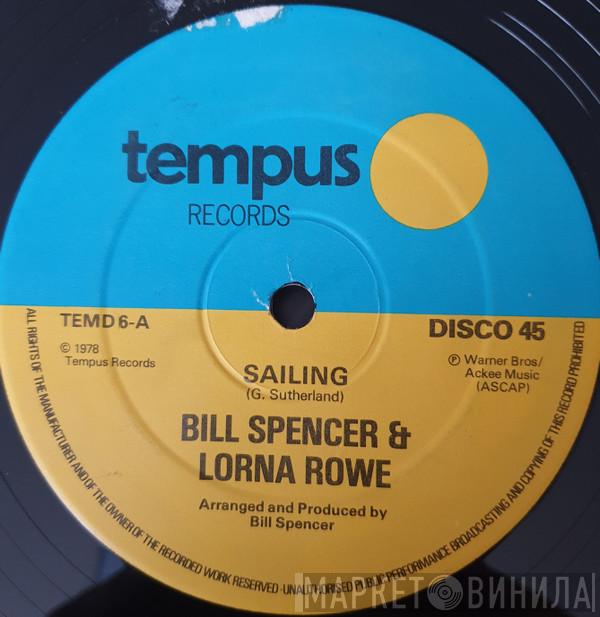 tempus
RECORDS
TEMD 6-A
DISCO 45
© 1978
Tempus Records
℗ Warner Bros/
Ackee Music
(ASCAP)
SAILING
(G. Sutherland)
BILL SPENCER &
LORNA ROWE
Arranged and Produced by
Bill Spencer
ALL RIGHTS OF THE MANUFACTURER AND OF THE OWNER OF THE RECORDED WORK RESERVED - UNAUTHORISED PUBLIC PERFORMANCE BROADCASTING AND COPYING OF THIS RECORD PROHIBITED
МАРКЕТ ВИНИЛА